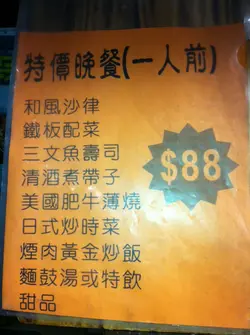 特價晚餐(一人前)
和風沙律
鐵板配菜
三文魚壽司
清酒煮帶子
$88
美國肥牛薄燒
日式炒時菜
煙肉黃金炒飯
麵鼓湯或特飲
甜品